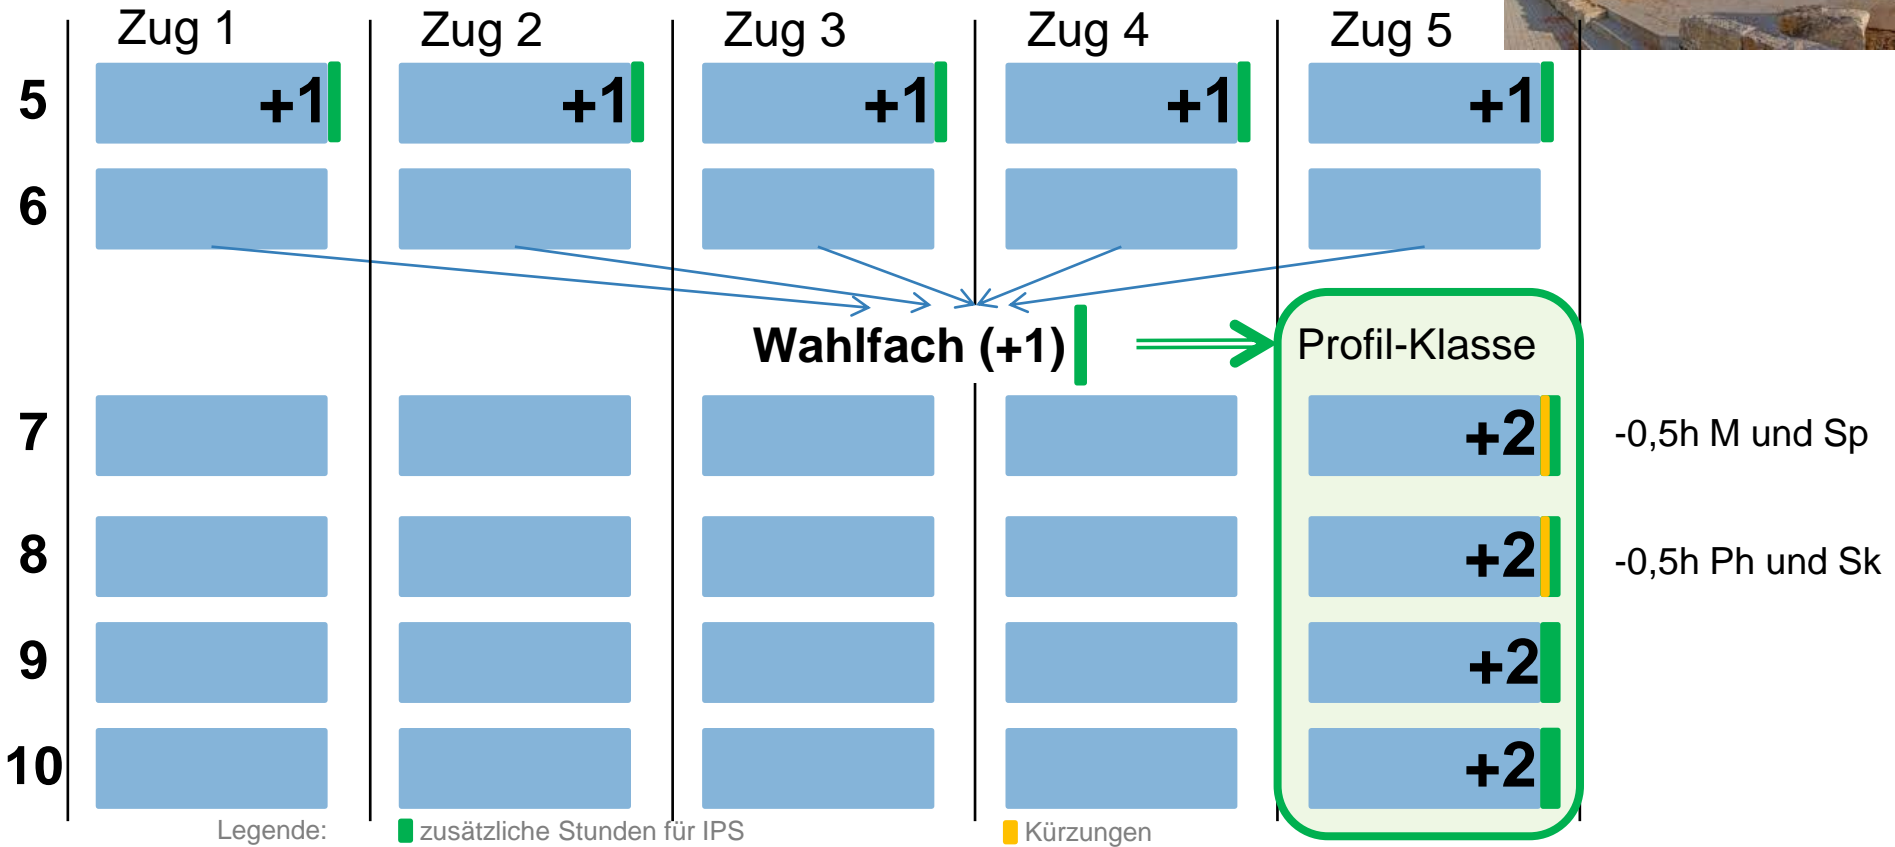 Zug 1 Zug 2 Zug 3 Zug 4 Zug 5
5 +1 +1 +1 +1 +1
6
Wahlfach (+1) Profil-Klasse
7 +2 -0,5h M und Sp
8 +2 -0,5h Ph und Sk
9 +2
10 +2
Legende: zusätzliche Stunden für IPS Kürzungen